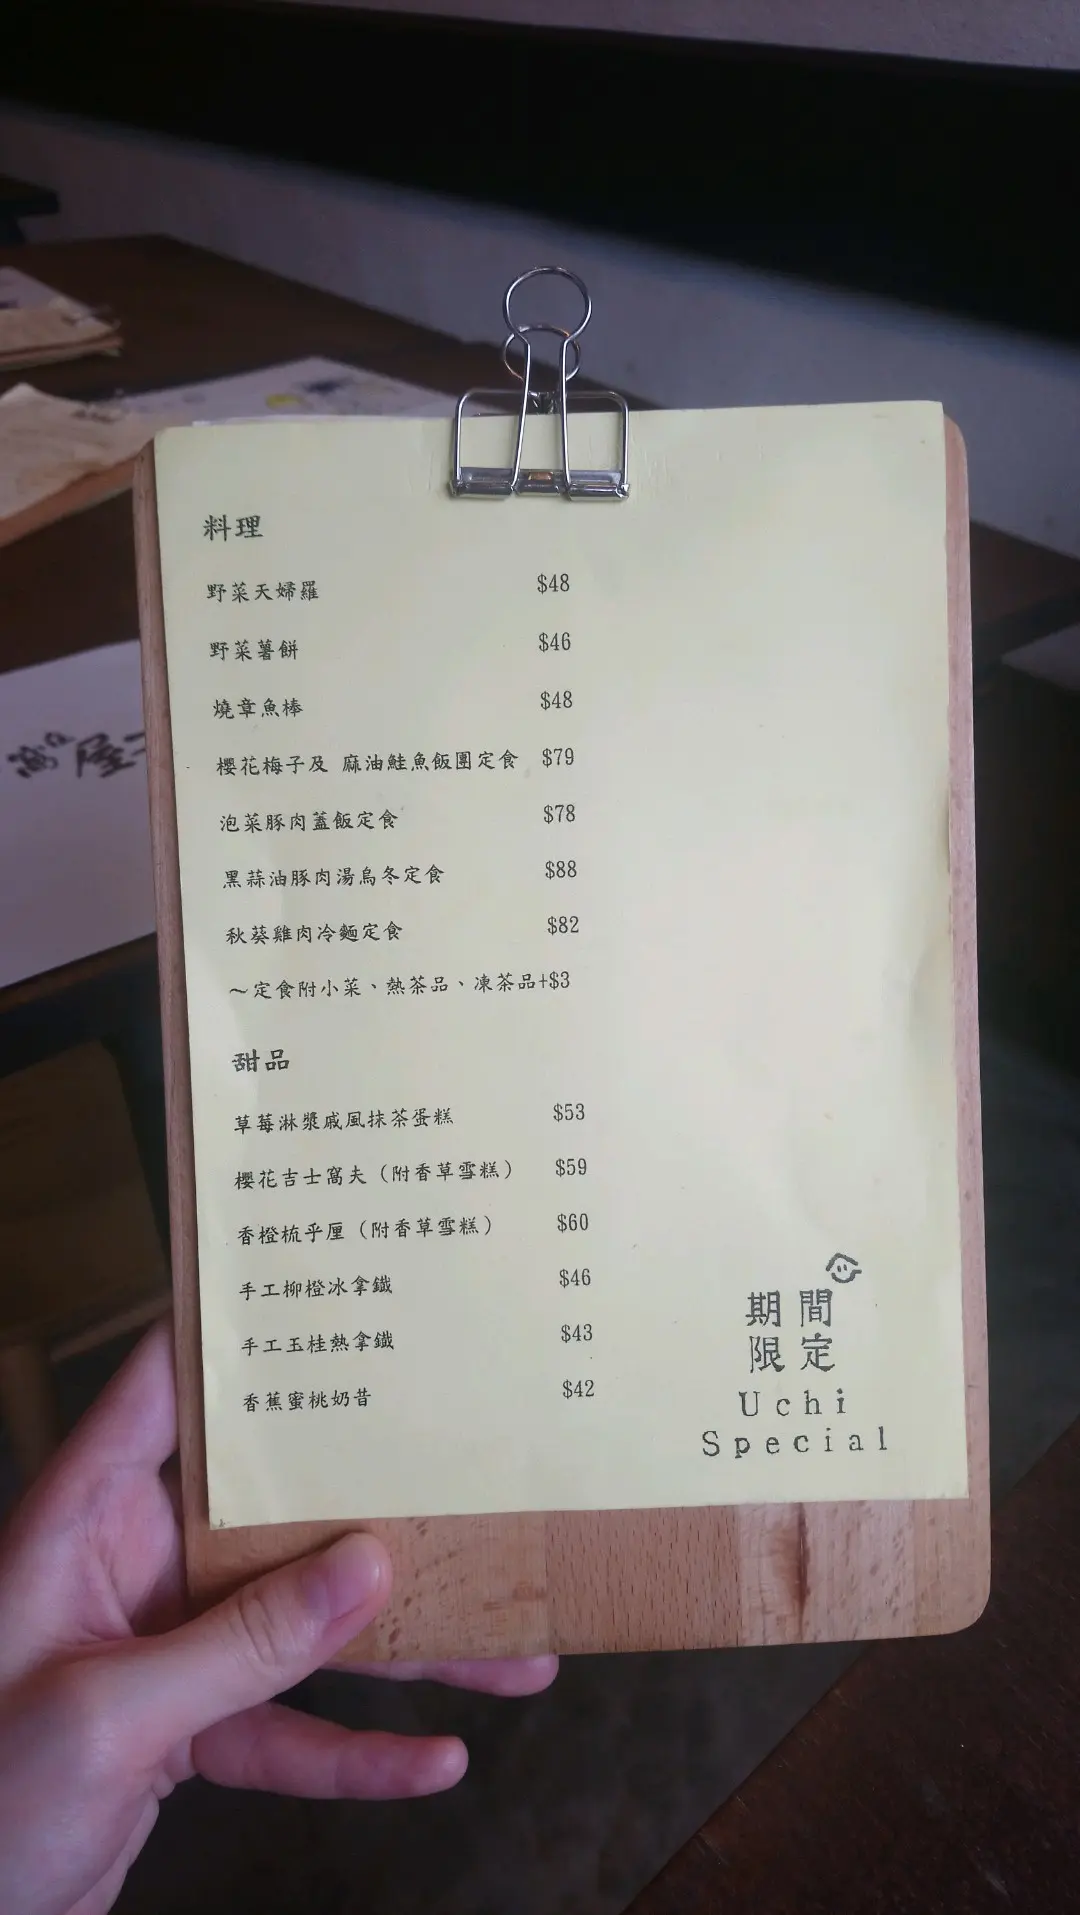 料理
野菜天婦羅 $48
野菜薯餅 $46
燒章魚棒 $48
櫻花梅子及 麻油鮭魚飯團定食 $79
泡菜豚肉蓋飯定食 $78
黑蒜油豚肉湯烏冬定食 $88
秋葵雞肉冷麵定食 $82
～定食附小菜、熱茶品、凍茶品+$3
甜品
草莓淋漿戚風抹茶蛋糕 $53
櫻花吉士窩夫（附香草雪糕） $59
香橙梳乎厘（附香草雪糕） $60
手工柳橙冰拿鐵 $46
手工玉桂熱拿鐵 $43
香蕉蜜桃奶昔 $42
期間
限定
Uchi
Special
屋